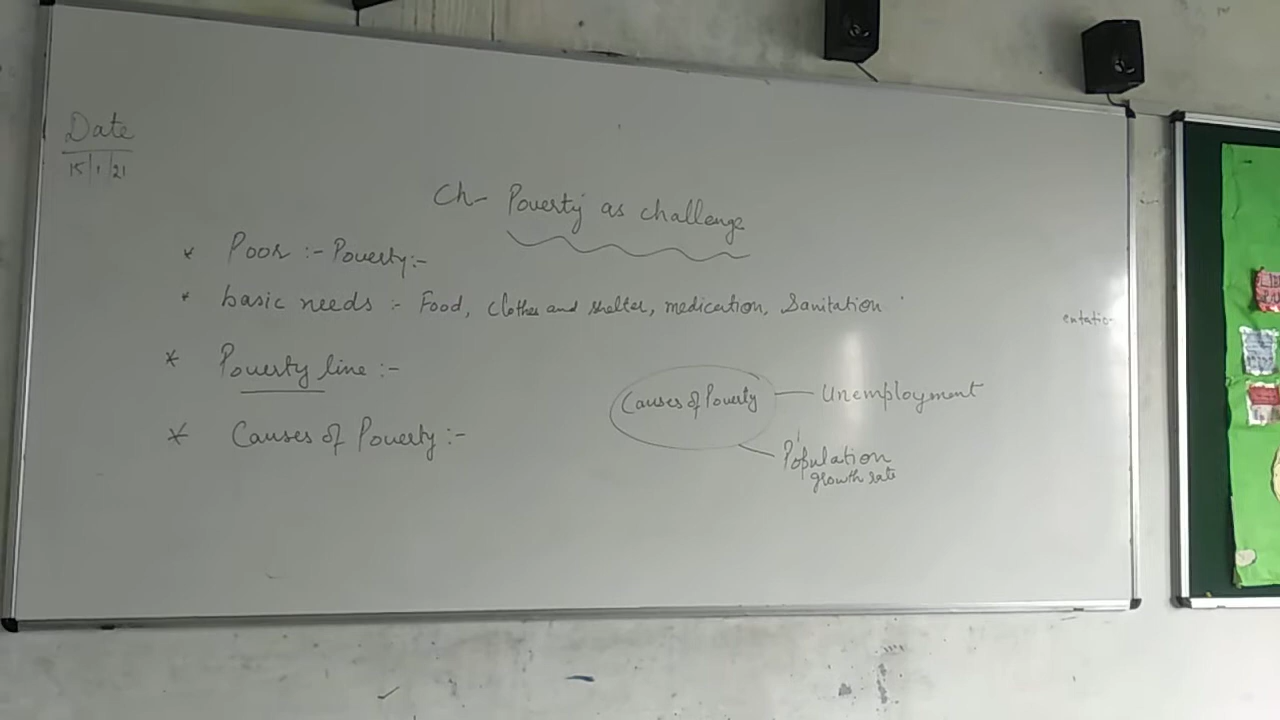 Date
15/1/21
Ch- Poverty as challenge
* Poor :- Poverty:-
* basic needs :- Food, clothes and shelter, medication, Sanitation
entatio
* Poverty line :-
* Causes of Poverty :-
Causes of Poverty — Unemployment
Population
growth rate